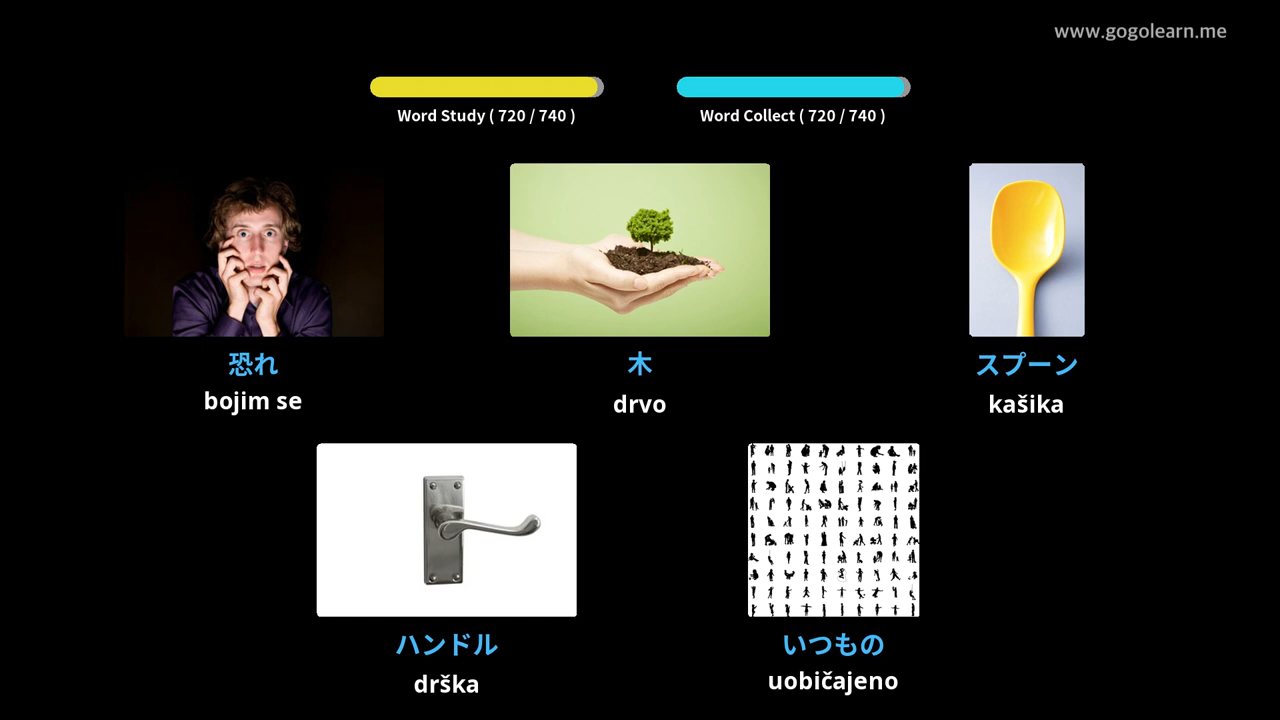 www.gogolearn.me
Word Study ( 720 / 740 )
Word Collect ( 720 / 740 )
恐れ
bojim se
木
drvo
スプーン
kašika
ハンドル
drška
いつもの
uobičajeno